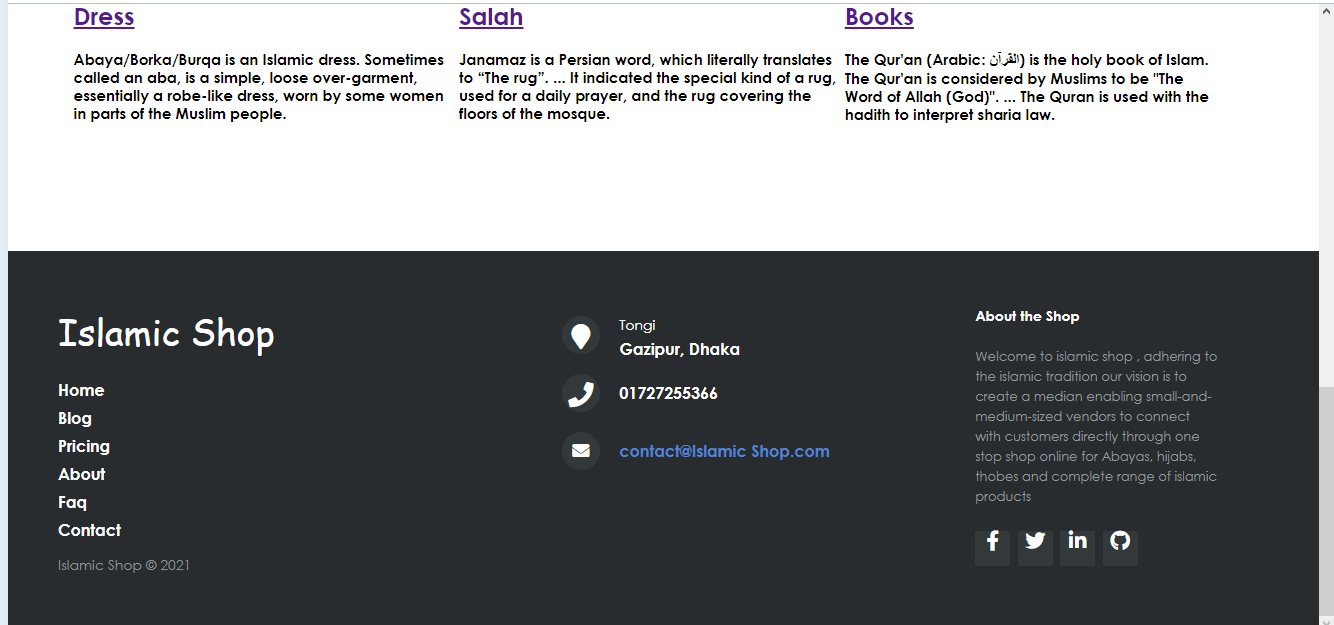 Dress
Abaya/Borka/Burqa is an Islamic dress. Sometimes
called an aba, is a simple, loose over-garment,
essentially a robe-like dress, worn by some women
in parts of the Muslim people.
Salah
Janamaz is a Persian word, which literally translates
to “The rug”. ... It indicated the special kind of a rug,
used for a daily prayer, and the rug covering the
floors of the mosque.
Books
The Qur'an (Arabic: القرآن) is the holy book of Islam.
The Qur'an is considered by Muslims to be "The
Word of Allah (God)". ... The Quran is used with the
hadith to interpret sharia law.
Islamic Shop
Home
Blog
Pricing
About
Faq
Contact
Islamic Shop © 2021
Tongi
Gazipur, Dhaka
01727255366
contact@Islamic Shop.com
About the Shop
Welcome to islamic shop , adhering to
the islamic tradition our vision is to
create a median enabling small-and-
medium-sized vendors to connect
with customers directly through one
stop shop online for Abayas, hijabs,
thobes and complete range of islamic
products